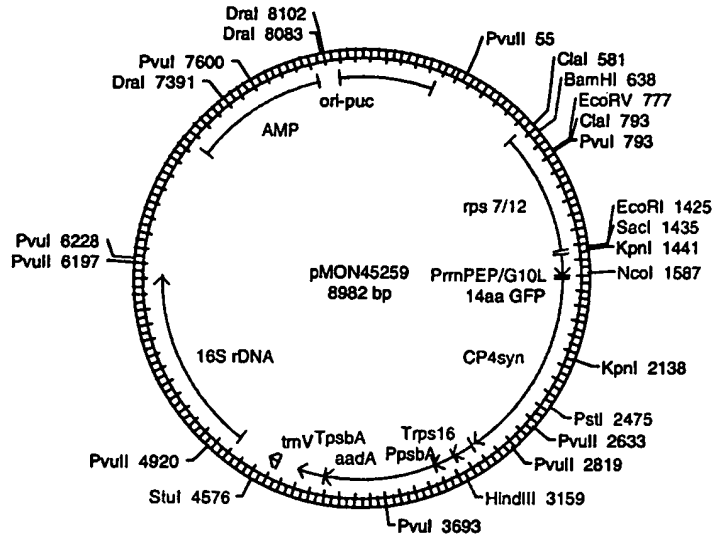 DraI 8102
DraI 8083
PvuI 7600
DraI 7391
PvuII 55
ClaI 581
BamHI 638
EcoRV 777
ClaI 793
PvuI 793
ori-puc
AMP
rps 7/12
EcoRI 1425
SacI 1435
KpnI 1441
NcoI 1587
PvuI 6228
PvuII 6197
pMON45259
8982 bp
PrrnPEP/G10L
14aa GFP
16S rDNA
CP4syn
KpnI 2138
PstI 2475
PvuII 2633
PvuII 2819
HindIII 3159
trnV
TpsbA
aadA
Trps16
PpsbA
PvuII 4920
StuI 4576
PvuI 3693